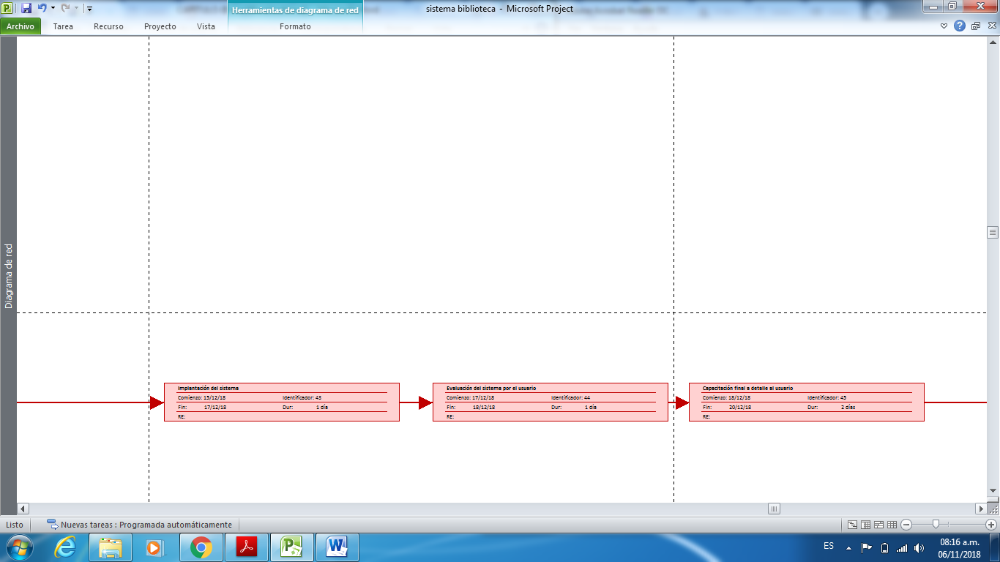 Herramientas de diagrama de red
sistema biblioteca - Microsoft Project
Archivo Tarea Recurso Proyecto Vista Formato
Diagrama de red
Implantación del sistema
Comienzo: 15/12/18 Identificador: 43
Fin: 17/12/18 Dur: 1 día
RE:
Evaluación del sistema por el usuario
Comienzo: 17/12/18 Identificador: 44
Fin: 18/12/18 Dur: 1 día
RE:
Capacitación final a detalle al usuario
Comienzo: 18/12/18 Identificador: 45
Fin: 20/12/18 Dur: 2 días
RE:
Listo Nuevas tareas : Programada automáticamente
ES
08:16 a.m.
06/11/2018